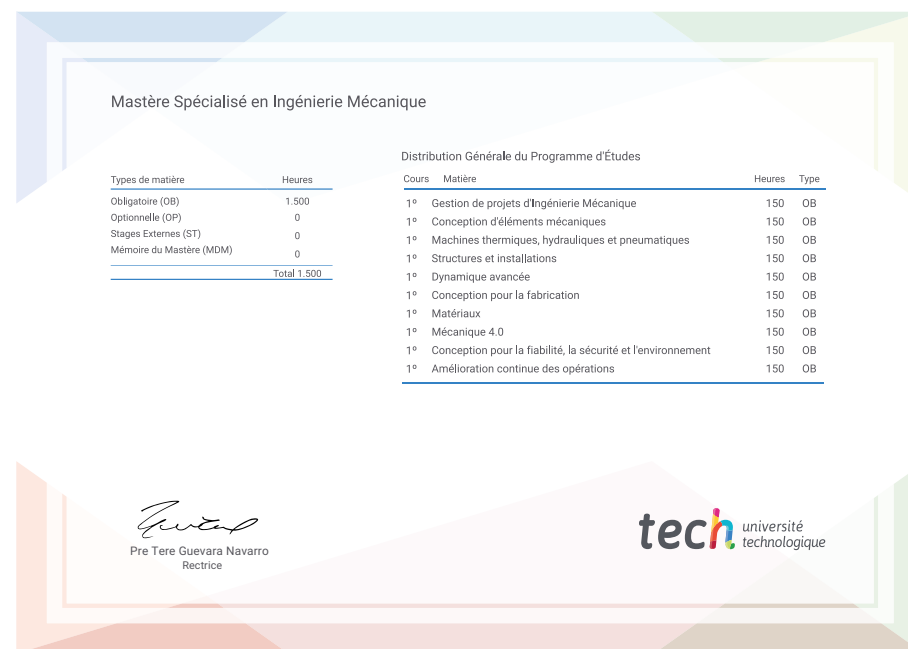 Mastère Spécialisé en Ingénierie Mécanique
Types de matière Heures
Obligatoire (OB) 1.500
Optionnelle (OP) 0
Stages Externes (ST) 0
Mémoire du Mastère (MDM) 0
Total 1.500
Distribution Générale du Programme d'Études
Cours Matière Heures Type
1º Gestion de projets d'Ingénierie Mécanique 150 OB
1º Conception d'éléments mécaniques 150 OB
1º Machines thermiques, hydrauliques et pneumatiques 150 OB
1º Structures et installations 150 OB
1º Dynamique avancée 150 OB
1º Conception pour la fabrication 150 OB
1º Matériaux 150 OB
1º Mécanique 4.0 150 OB
1º Conception pour la fiabilité, la sécurité et l'environnement 150 OB
1º Amélioration continue des opérations 150 OB
Pre Tere Guevara Navarro
Rectrice
tech université
technologique